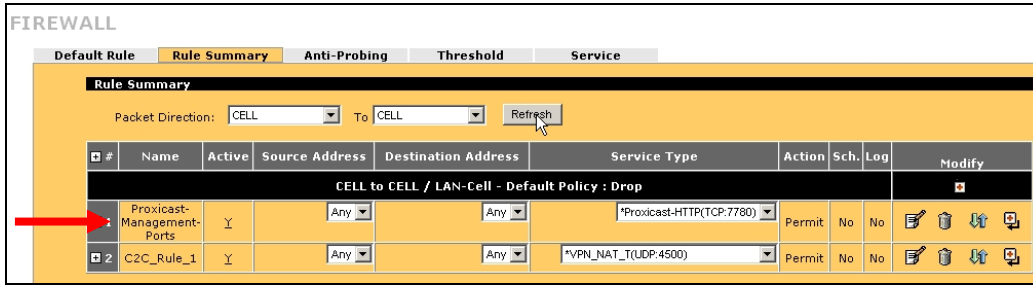 FIREWALL
Default Rule Rule Summary Anti-Probing Threshold Service
Rule Summary
Packet Direction: CELL To CELL Refresh
# Name Active Source Address Destination Address Service Type Action Sch. Log Modify
CELL to CELL / LAN-Cell - Default Policy : Drop
Proxicast-
Management-
Ports
Y Any Any *Proxicast-HTTP(TCP:7780) Permit No No
2 C2C_Rule_1 Y Any Any *VPN_NAT_T(UDP:4500) Permit No No